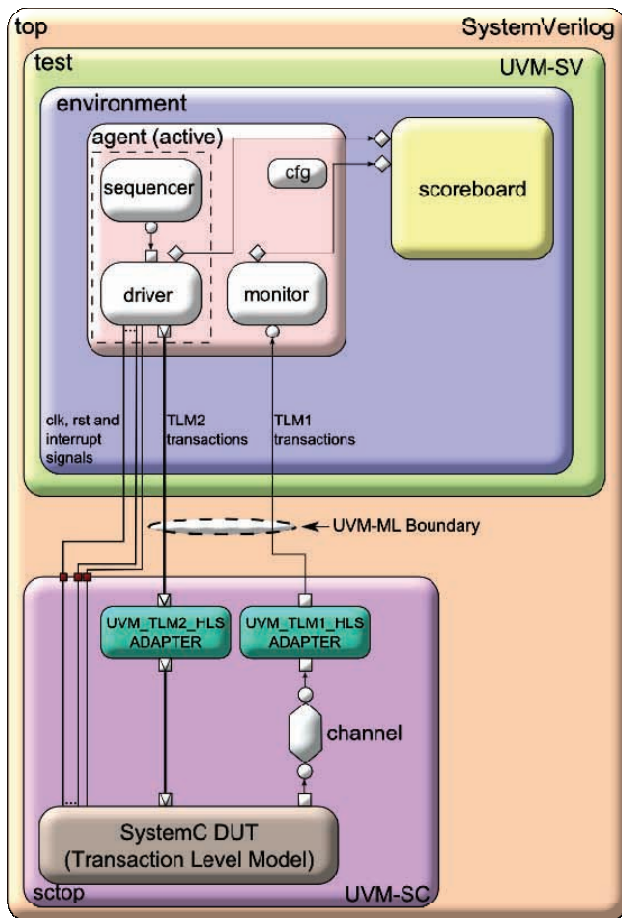 top
SystemVerilog
test
UVM-SV
environment
agent (active)
sequencer
cfg
scoreboard
driver
monitor
clk, rst and
interrupt
signals
TLM2
transactions
TLM1
transactions
UVM-ML Boundary
UVM_TLM2_HLS
ADAPTER
UVM_TLM1_HLS
ADAPTER
channel
SystemC DUT
(Transaction Level Model)
sctop
UVM-SC